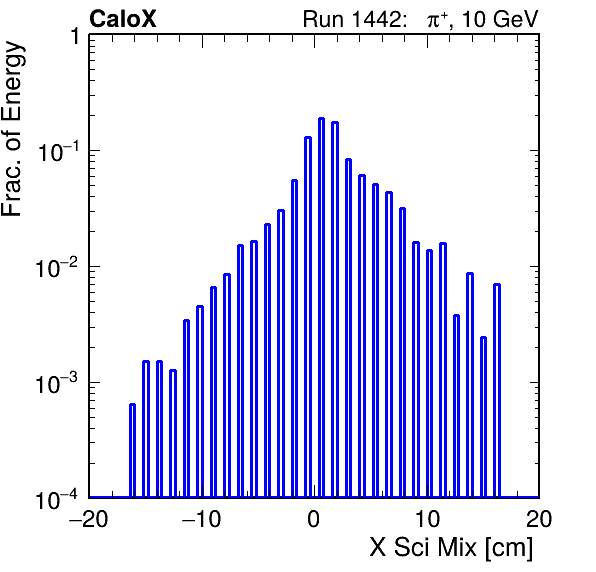 CaloX Run 1442: π⁺, 10 GeV
Frac. of Energy
1
10⁻¹
10⁻²
10⁻³
10⁻⁴
−20 −10 0 10 20
X Sci Mix [cm]